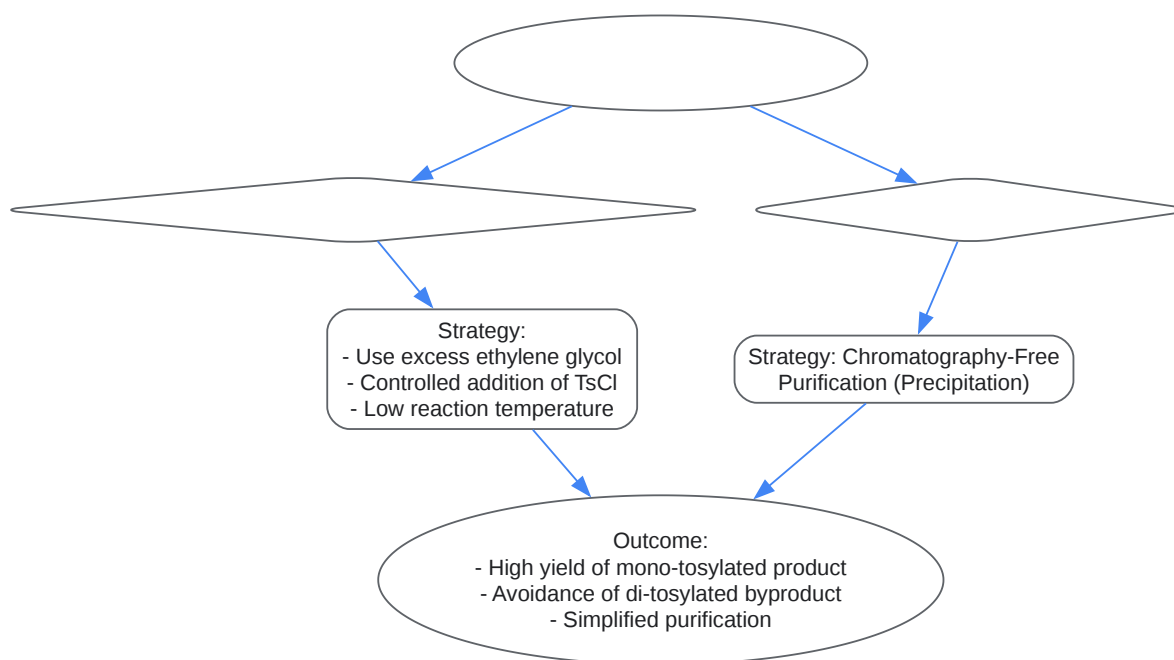 Strategy:
- Use excess ethylene glycol
- Controlled addition of TsCl
- Low reaction temperature
Strategy: Chromatography-Free
Purification (Precipitation)
Outcome:
- High yield of mono-tosylated product
- Avoidance of di-tosylated byproduct
- Simplified purification